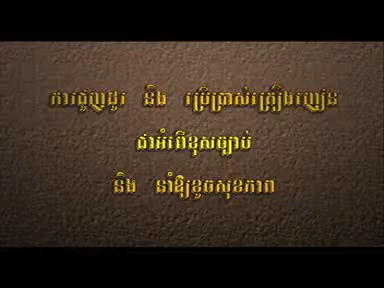 ការជួញដូរ និង ប្រើប្រាស់គ្រឿងញៀន
ជាអំពើខុសច្បាប់
និង នាំឱ្យខូចសុខភាព